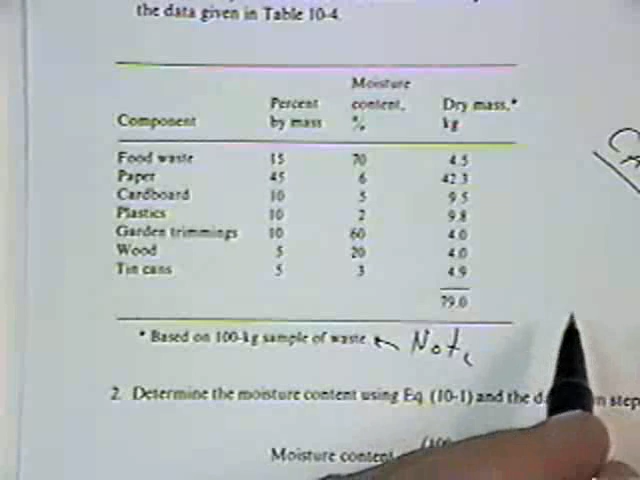 the data given in Table 10-4.
Moisture
Percent content, Dry mass,*
Component by mass % kg
Food waste 15 70 4.5
Paper 45 6 42.3
Cardboard 10 5 9.5
Plastics 10 2 9.8
Garden trimmings 10 60 4.0
Wood 5 20 4.0
Tin cans 5 3 4.9
79.0
* Based on 100-kg sample of waste Note
2. Determine the moisture content using Eq. (10-1) and the step
Moisture content